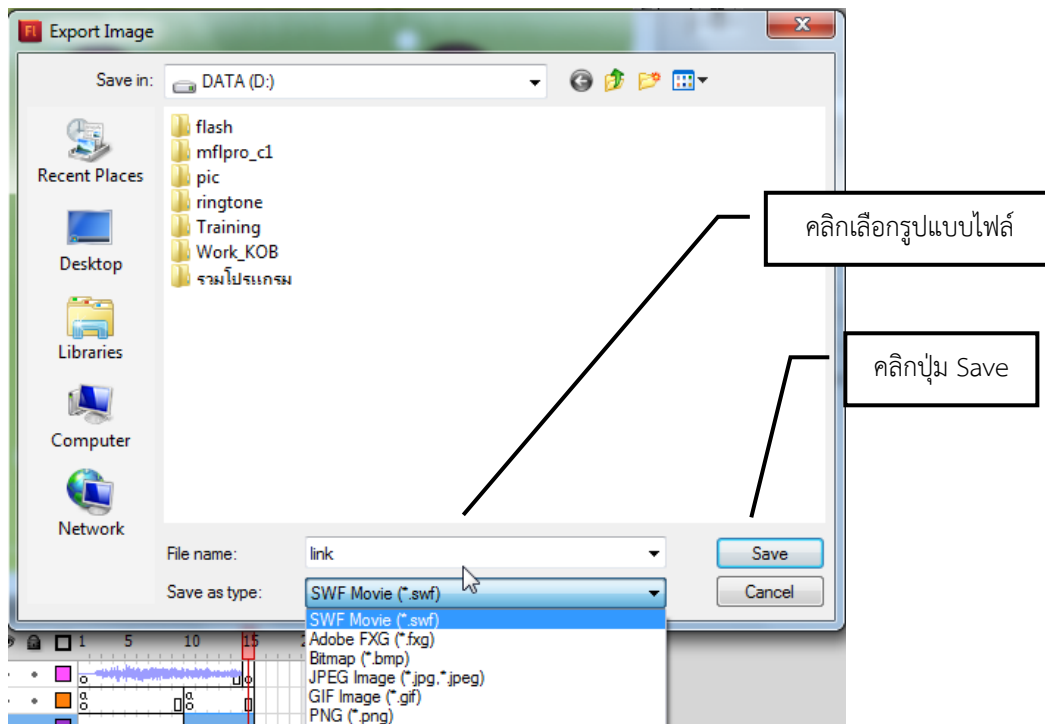 Fl Export Image
Save in: DATA (D:)
flash
mflpro_c1
Recent Places
pic
ringtone
Training
Work_KOB
รวมโปรแกรม
Desktop
Libraries
Computer
Network
คลิกเลือกรูปแบบไฟล์
คลิกปุ่ม Save
File name: link Save
Save as type: SWF Movie (*.swf) Cancel
SWF Movie (*.swf)
Adobe FXG (*.fxg)
Bitmap (*.bmp)
JPEG Image (*.jpg,*.jpeg)
GIF Image (*.gif)
PNG (*.png)
1 5 10 15